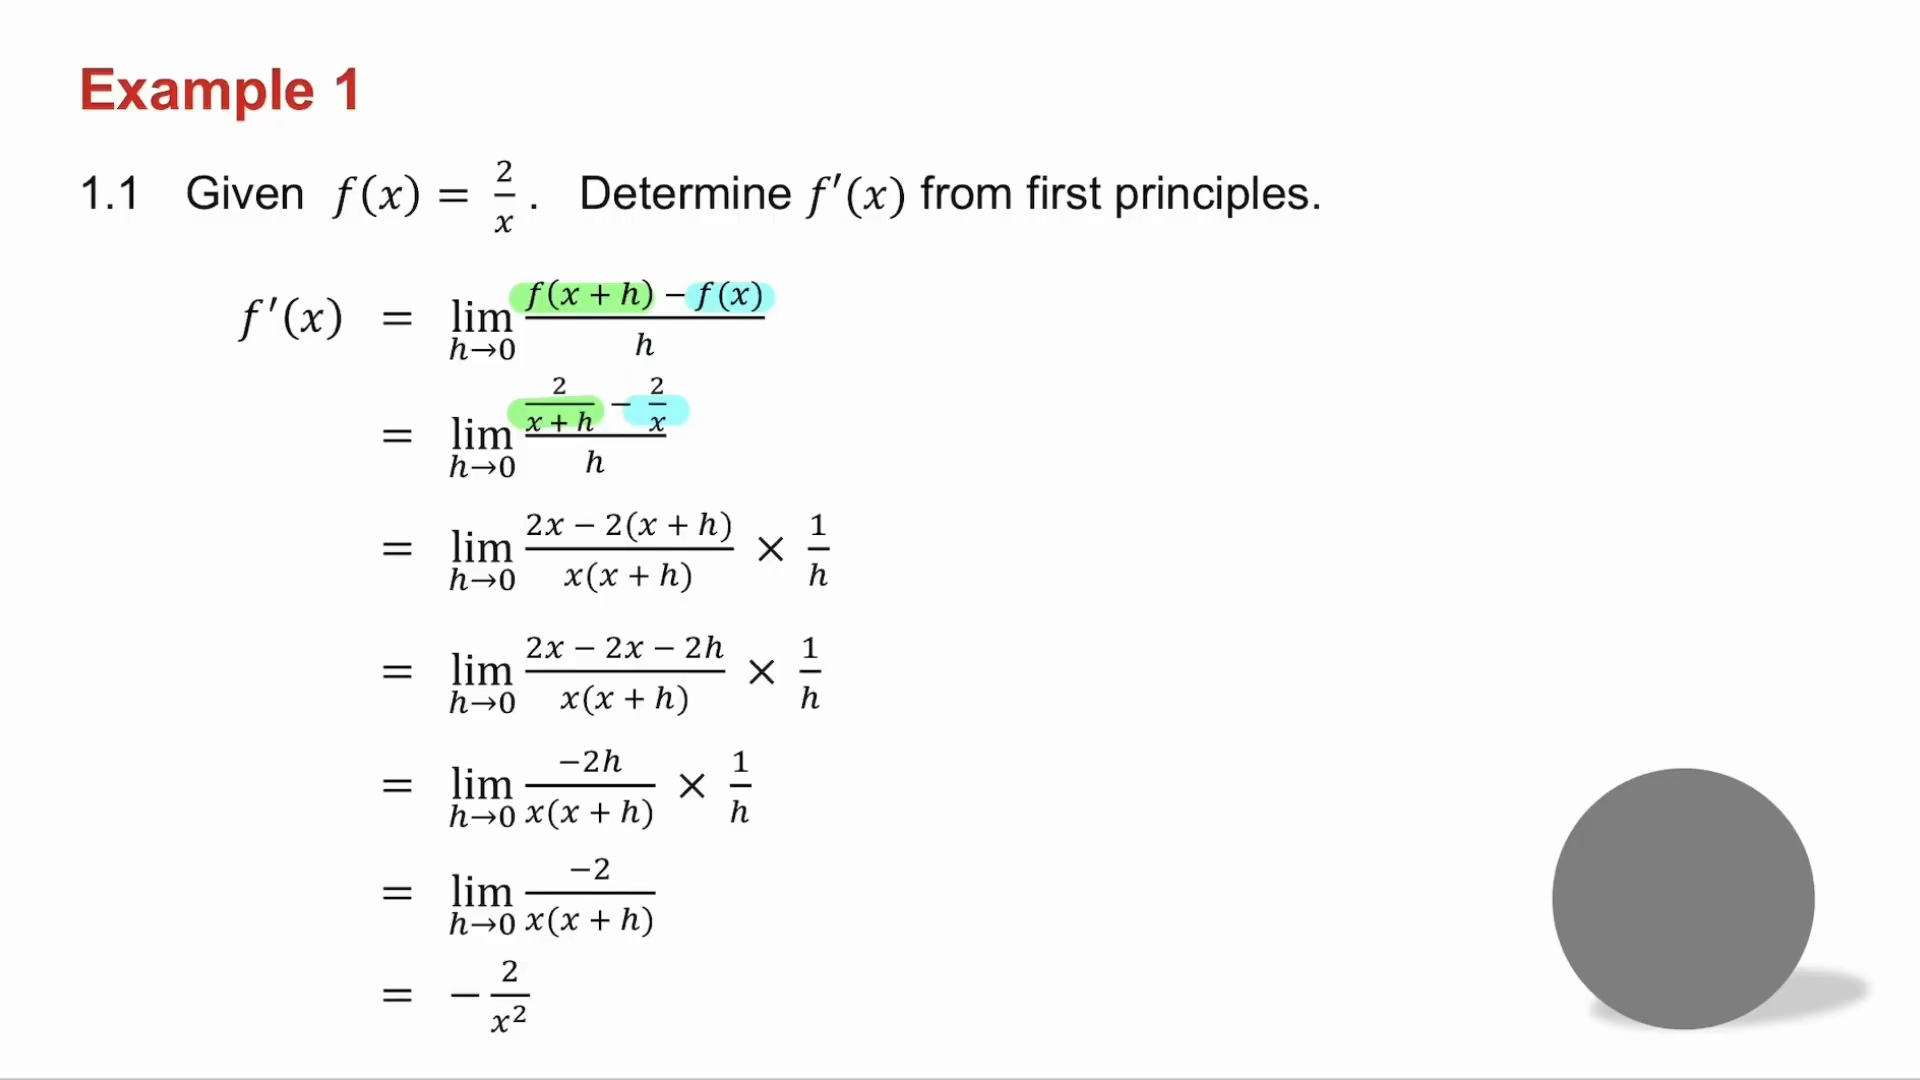 Example 1
1.1 Given f(x) = 2/x . Determine f′(x) from first principles.
f′(x) = lim h→0 (f(x + h) − f(x))/h
= lim h→0 (2/(x + h) − 2/x)/h
= lim h→0 (2x − 2(x + h))/(x(x + h)) × 1/h
= lim h→0 (2x − 2x − 2h)/(x(x + h)) × 1/h
= lim h→0 (−2h)/(x(x + h)) × 1/h
= lim h→0 (−2)/(x(x + h))
= − 2/x²